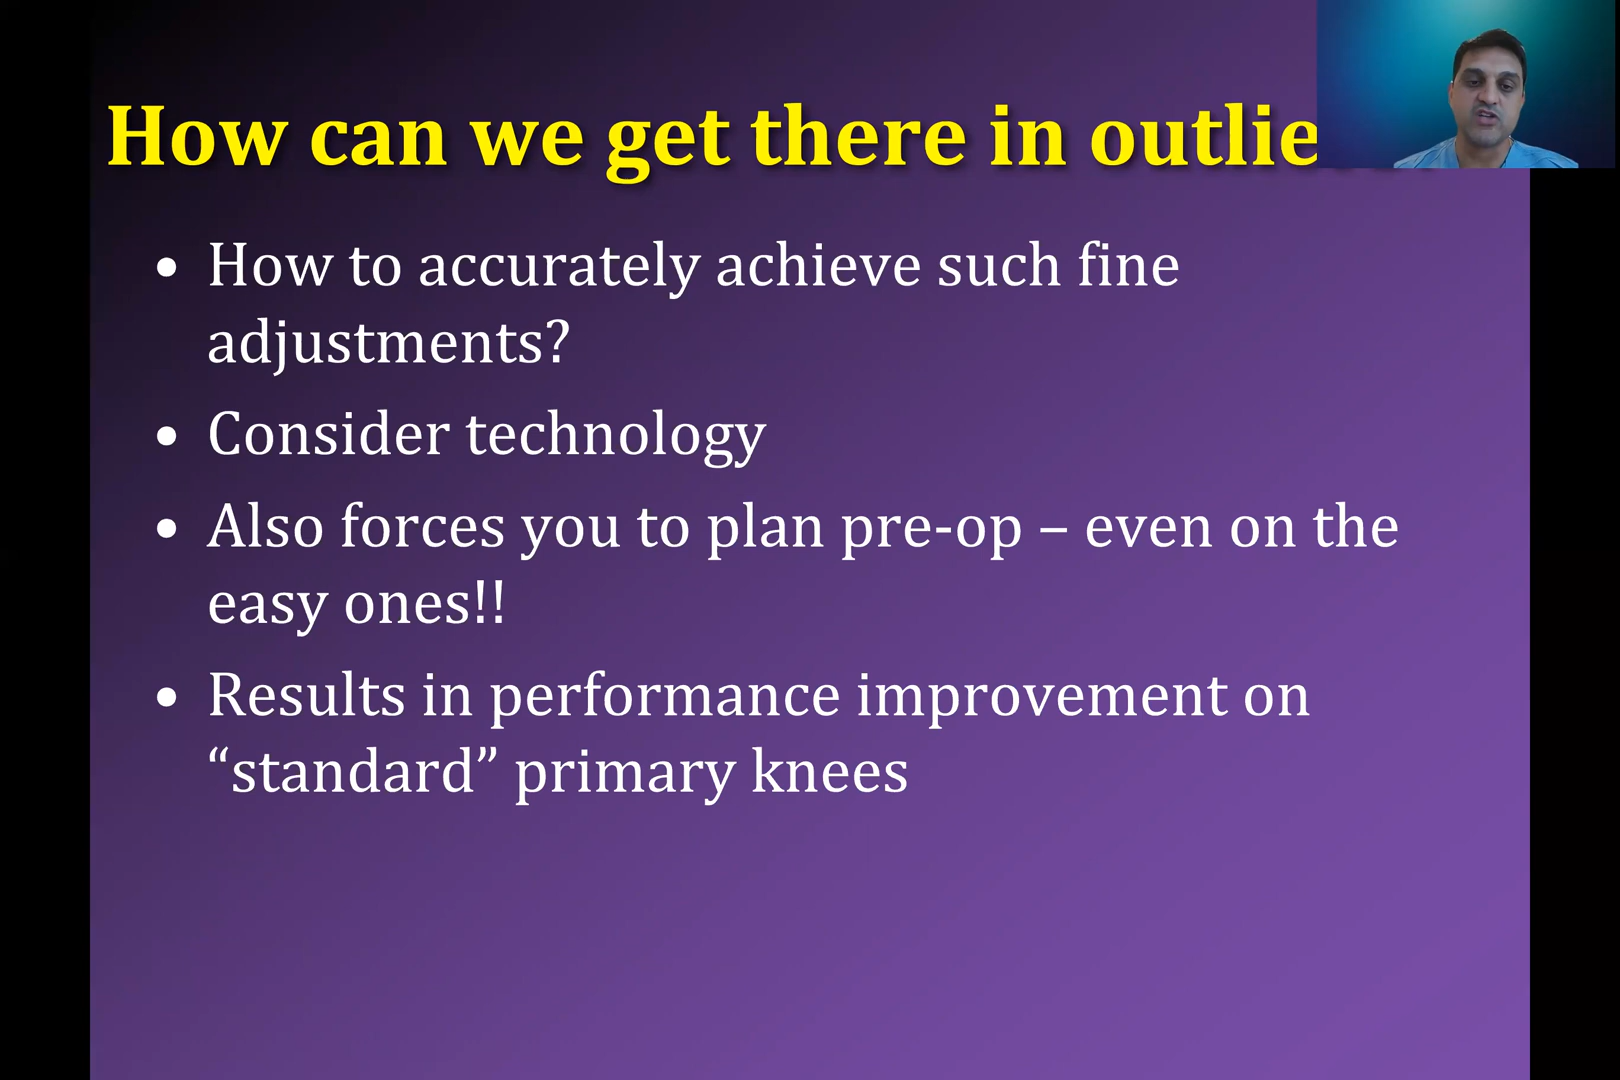 How can we get there in
• How to accurately achieve such fine
adjustments?
• Consider technology
• Also forces you to plan pre-op – even on the
easy ones!!
• Results in performance improvement on
“standard” primary knees